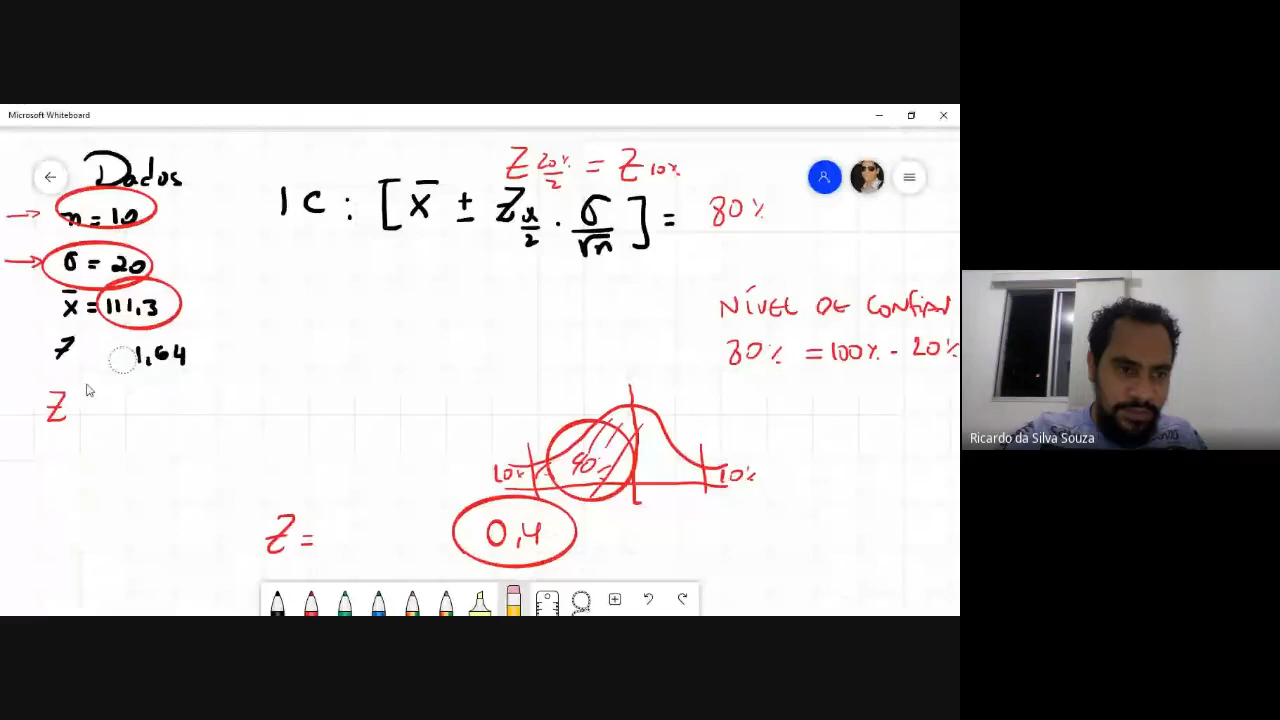 Microsoft Whiteboard
Dados
n = 10
σ = 20
x̄ = 111,3
Z 1,64
Z
Z 20%/2 = Z 10%
IC : [ x̄ ± Z α/2 · σ/√n ] = 80%
NÍVEL DE CONFIAN
80% = 100% - 20%
10% 40% 10%
Z = 0,4
Ricardo da Silva Souza